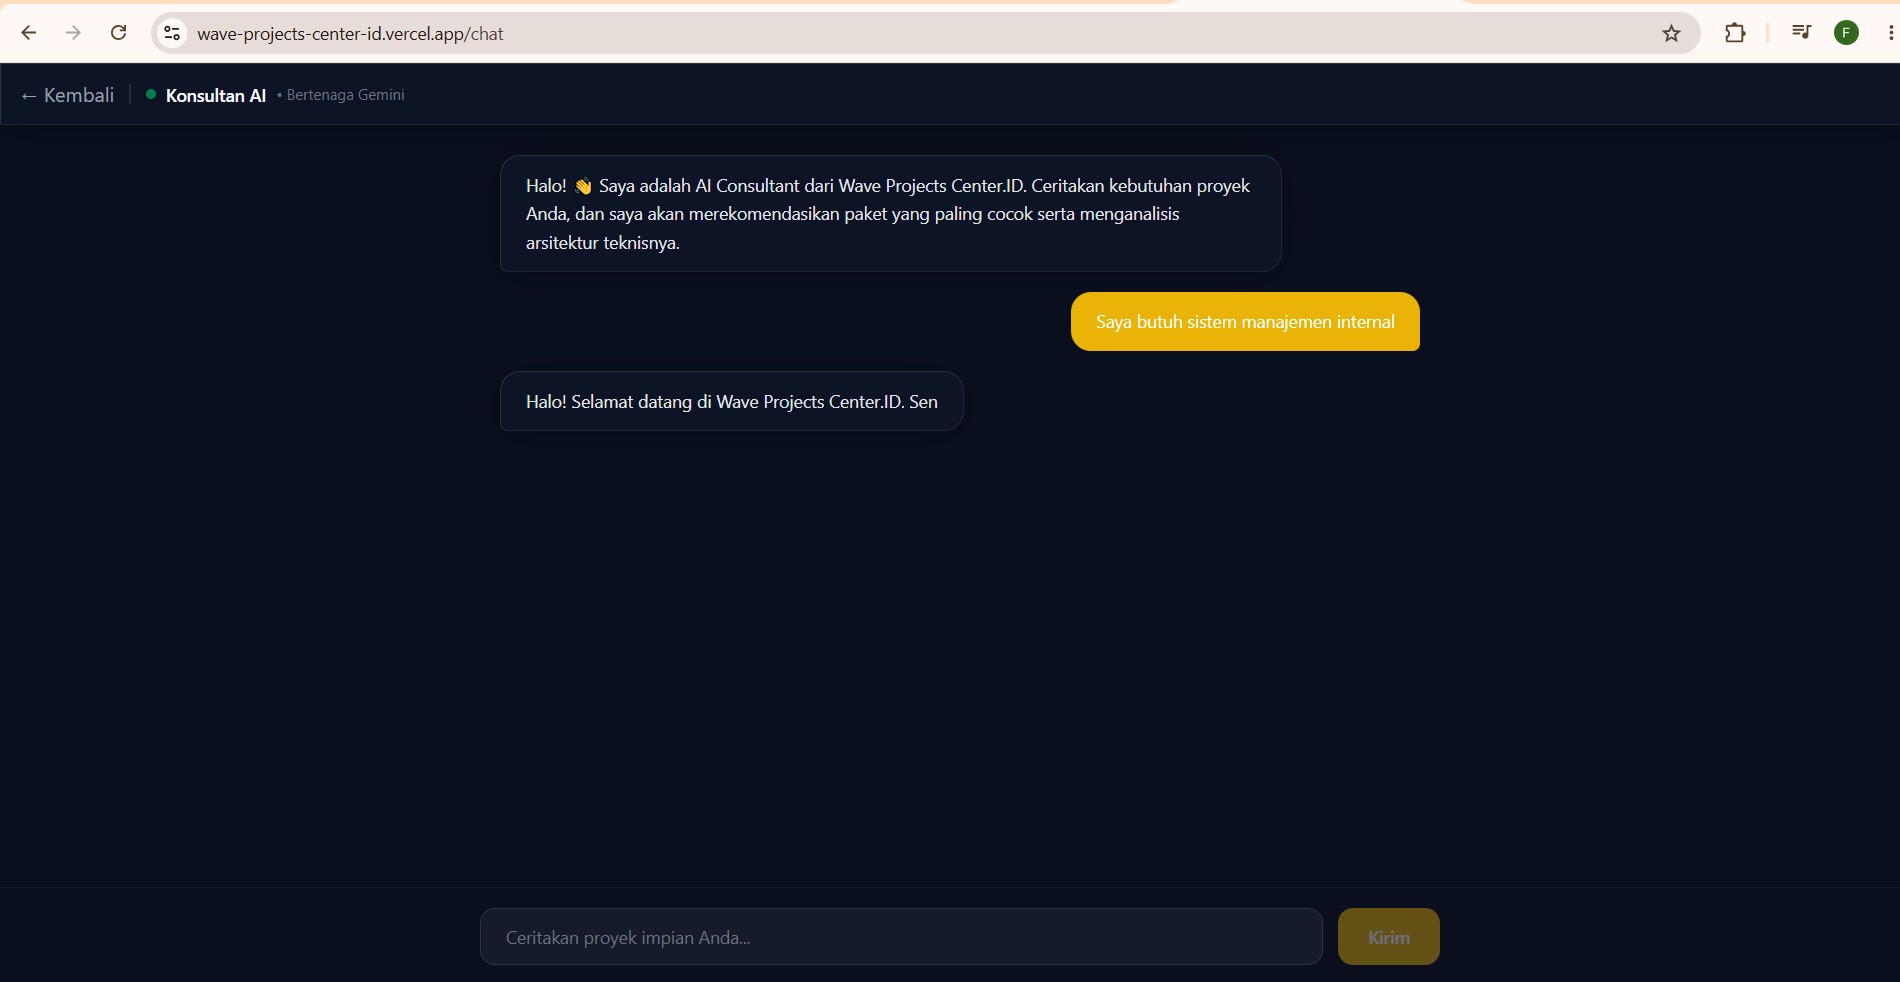 wave-projects-center-id.vercel.app/chat
F
← Kembali
Konsultan AI
• Bertenaga Gemini
Halo! 👋 Saya adalah AI Consultant dari Wave Projects Center.ID. Ceritakan kebutuhan proyek
Anda, dan saya akan merekomendasikan paket yang paling cocok serta menganalisis
arsitektur teknisnya.
Saya butuh sistem manajemen internal
Halo! Selamat datang di Wave Projects Center.ID. Sen
Ceritakan proyek impian Anda...
Kirim